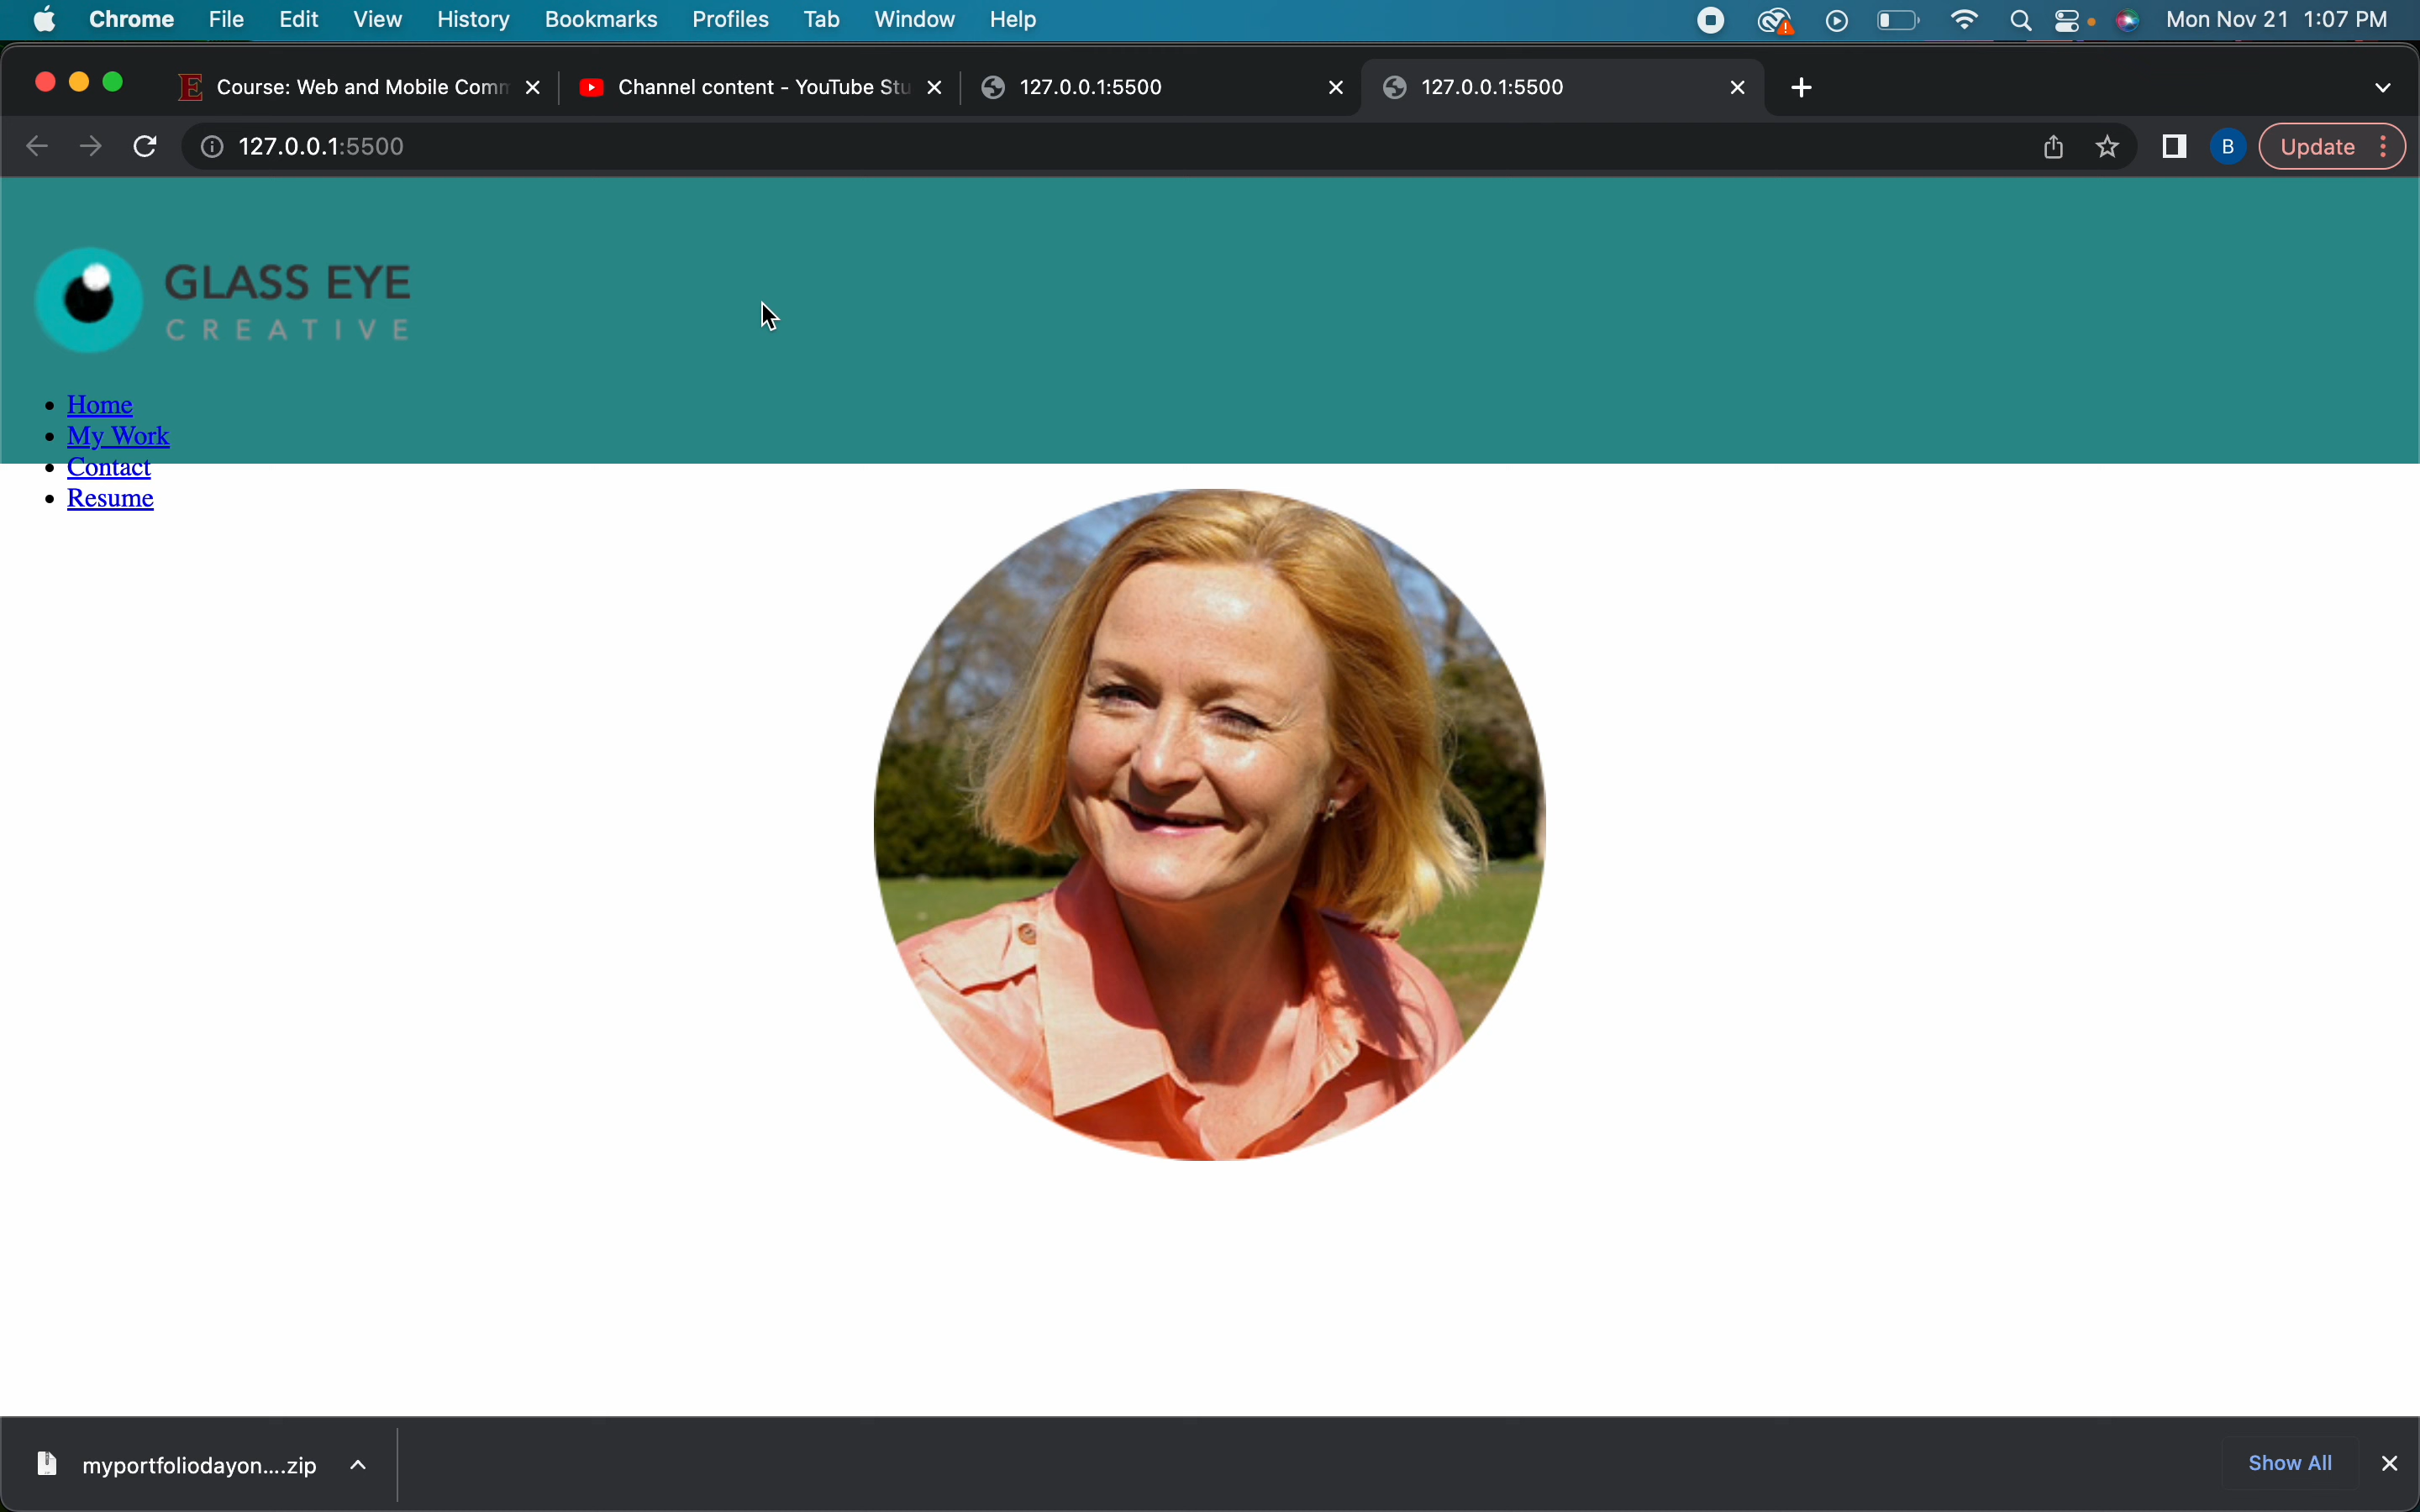 Chrome File Edit View History Bookmarks Profiles Tab Window Help Mon Nov 21 1:07 PM
Course: Web and Mobile Comm Channel content - YouTube Stu 127.0.0.1:5500 127.0.0.1:5500
127.0.0.1:5500 B Update
GLASS EYE
CREATIVE
Home
My Work
Contact
Resume
myportfoliodayon....zip Show All